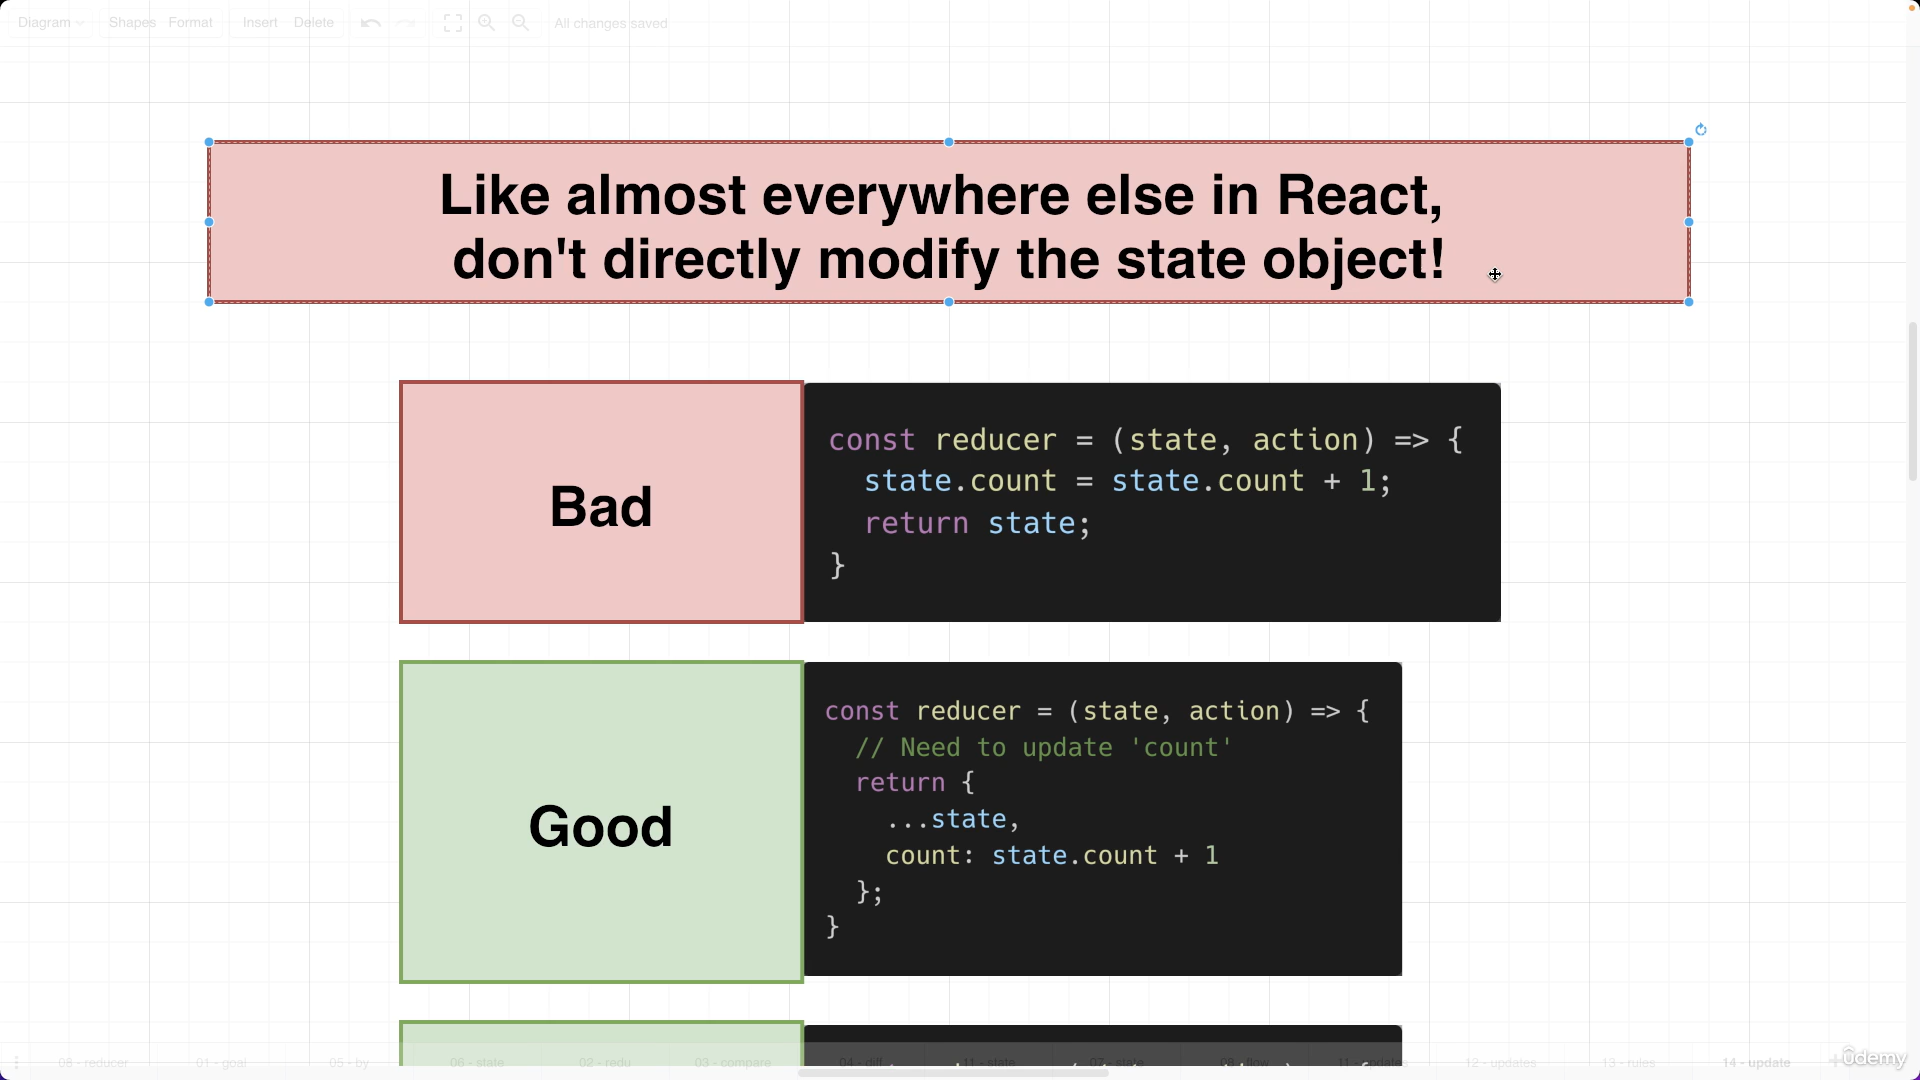 Diagram Shapes Format Insert Delete All changes saved
Like almost everywhere else in React,
don't directly modify the state object!
Bad
const reducer = (state, action) => {
  state.count = state.count + 1;
  return state;
}
Good
const reducer = (state, action) => {
  // Need to update 'count'
  return {
    ...state,
    count: state.count + 1
  };
}
08 - reducer 01 - goal 05 - by 06 - state 02 - redu 03 - compare 04 - diff 11 - state 07 - state 09 - flow 11 - updates 12 - updates 13 - rules 14 - update
ûdemy